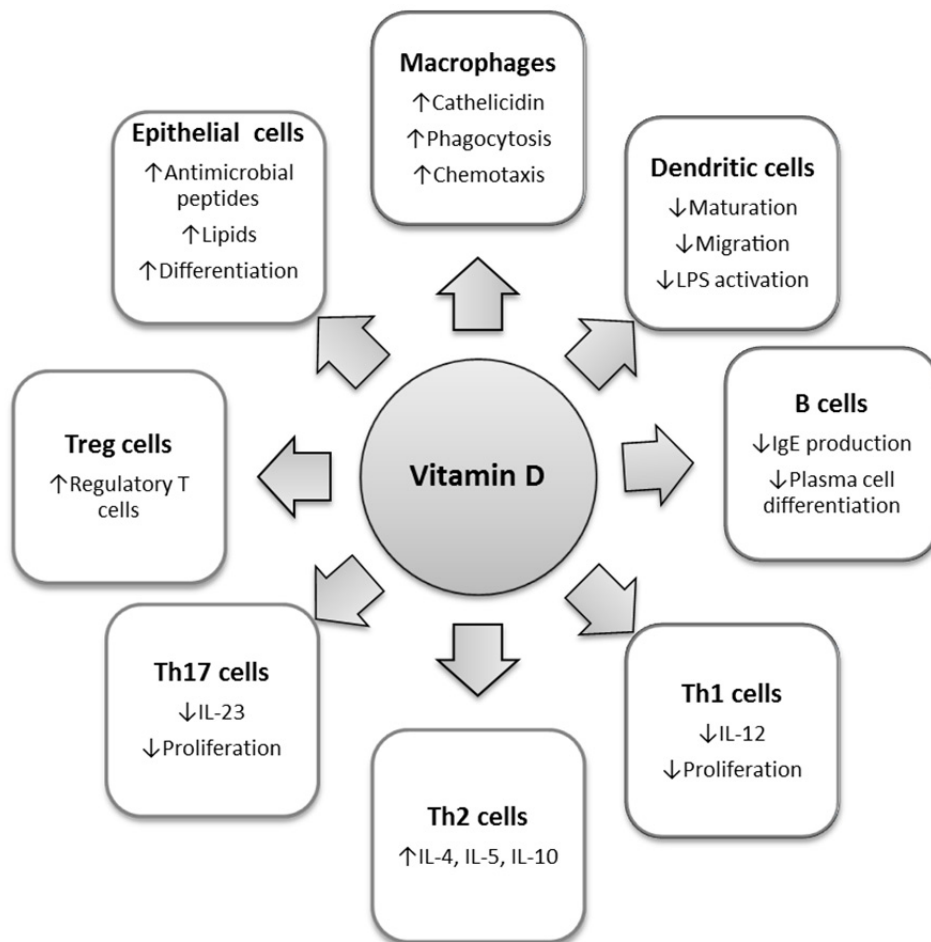 Macrophages
↑Cathelicidin
↑Phagocytosis
↑Chemotaxis
Epithelial cells
↑Antimicrobial
peptides
↑Lipids
↑Differentiation
Dendritic cells
↓Maturation
↓Migration
↓LPS activation
Treg cells
↑Regulatory T
cells
Vitamin D
B cells
↓IgE production
↓Plasma cell
differentiation
Th17 cells
↓IL-23
↓Proliferation
Th1 cells
↓IL-12
↓Proliferation
Th2 cells
↑IL-4, IL-5, IL-10